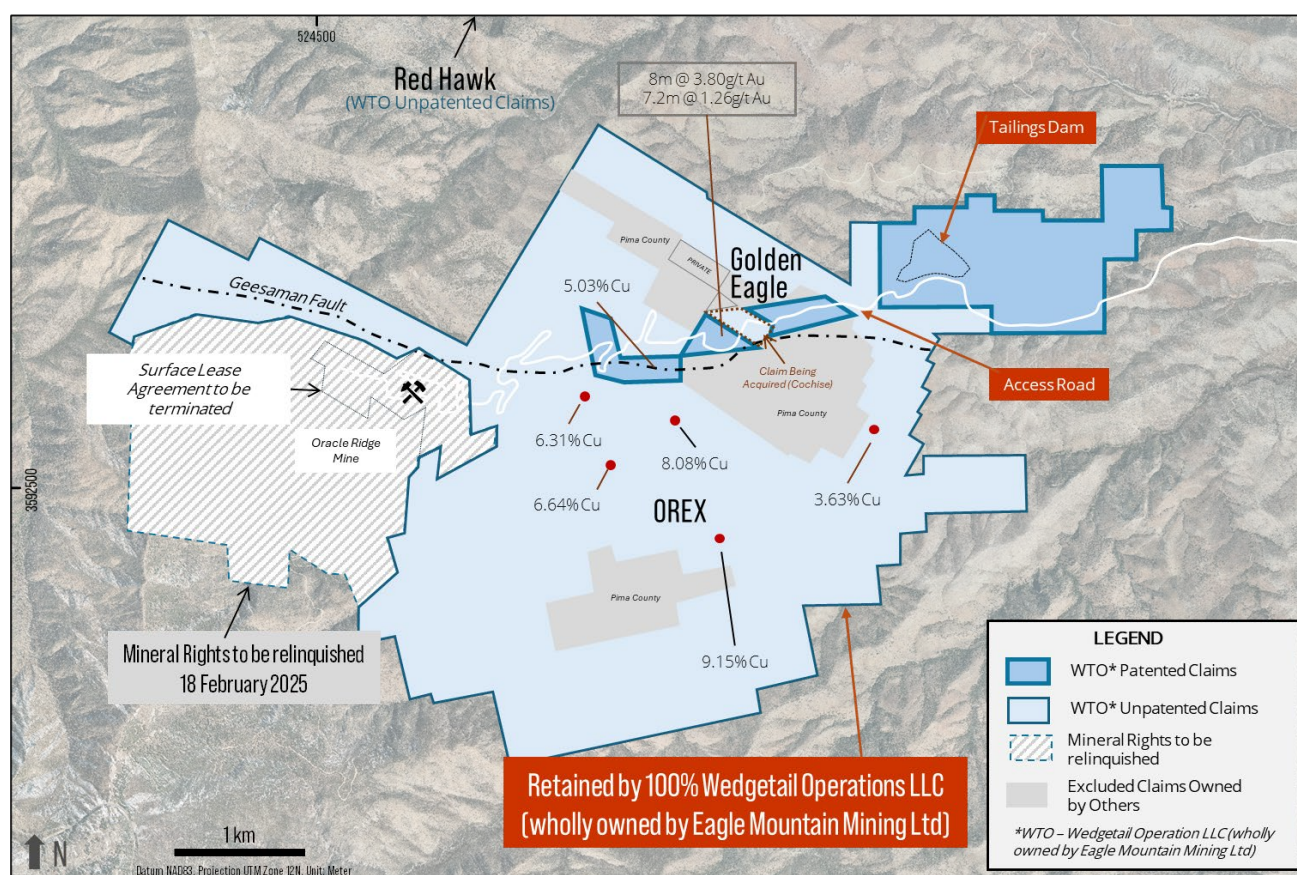 524500
Red Hawk
(WTO Unpatented Claims)
8m @ 3.80g/t Au
7.2m @ 1.26g/t Au
Tailings Dam
Pima County
PRIVATE
Golden
Eagle
Geesaman Fault
5.03% Cu
Surface Lease
Agreement to be
terminated
Claim Being
Acquired (Cochise)
Access Road
Pima County
Oracle Ridge
Mine
6.31% Cu
8.08% Cu
3592500
6.64% Cu
3.63% Cu
OREX
Pima County
Mineral Rights to be relinquished
18 February 2025
9.15% Cu
LEGEND
WTO* Patented Claims
WTO* Unpatented Claims
Mineral Rights to be
relinquished
Excluded Claims Owned
by Others
*WTO – Wedgetail Operation LLC (wholly
owned by Eagle Mountain Mining Ltd)
Retained by 100% Wedgetail Operations LLC
(wholly owned by Eagle Mountain Mining Ltd)
1 km
N
Datum NAD83, Projection UTM Zone 12N, Unit: Meter